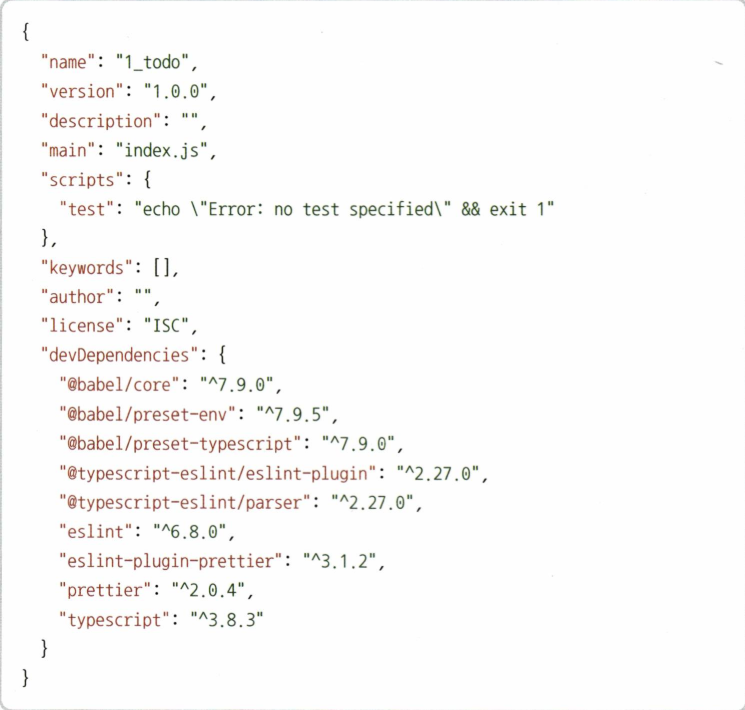 {
  "name": "1_todo",
  "version": "1.0.0",
  "description": "",
  "main": "index.js",
  "scripts": {
    "test": "echo \"Error: no test specified\" && exit 1"
  },
  "keywords": [],
  "author": "",
  "license": "ISC",
  "devDependencies": {
    "@babel/core": "^7.9.0",
    "@babel/preset-env": "^7.9.5",
    "@babel/preset-typescript": "^7.9.0",
    "@typescript-eslint/eslint-plugin": "^2.27.0",
    "@typescript-eslint/parser": "^2.27.0",
    "eslint": "^6.8.0",
    "eslint-plugin-prettier": "^3.1.2",
    "prettier": "^2.0.4",
    "typescript": "^3.8.3"
  }
}